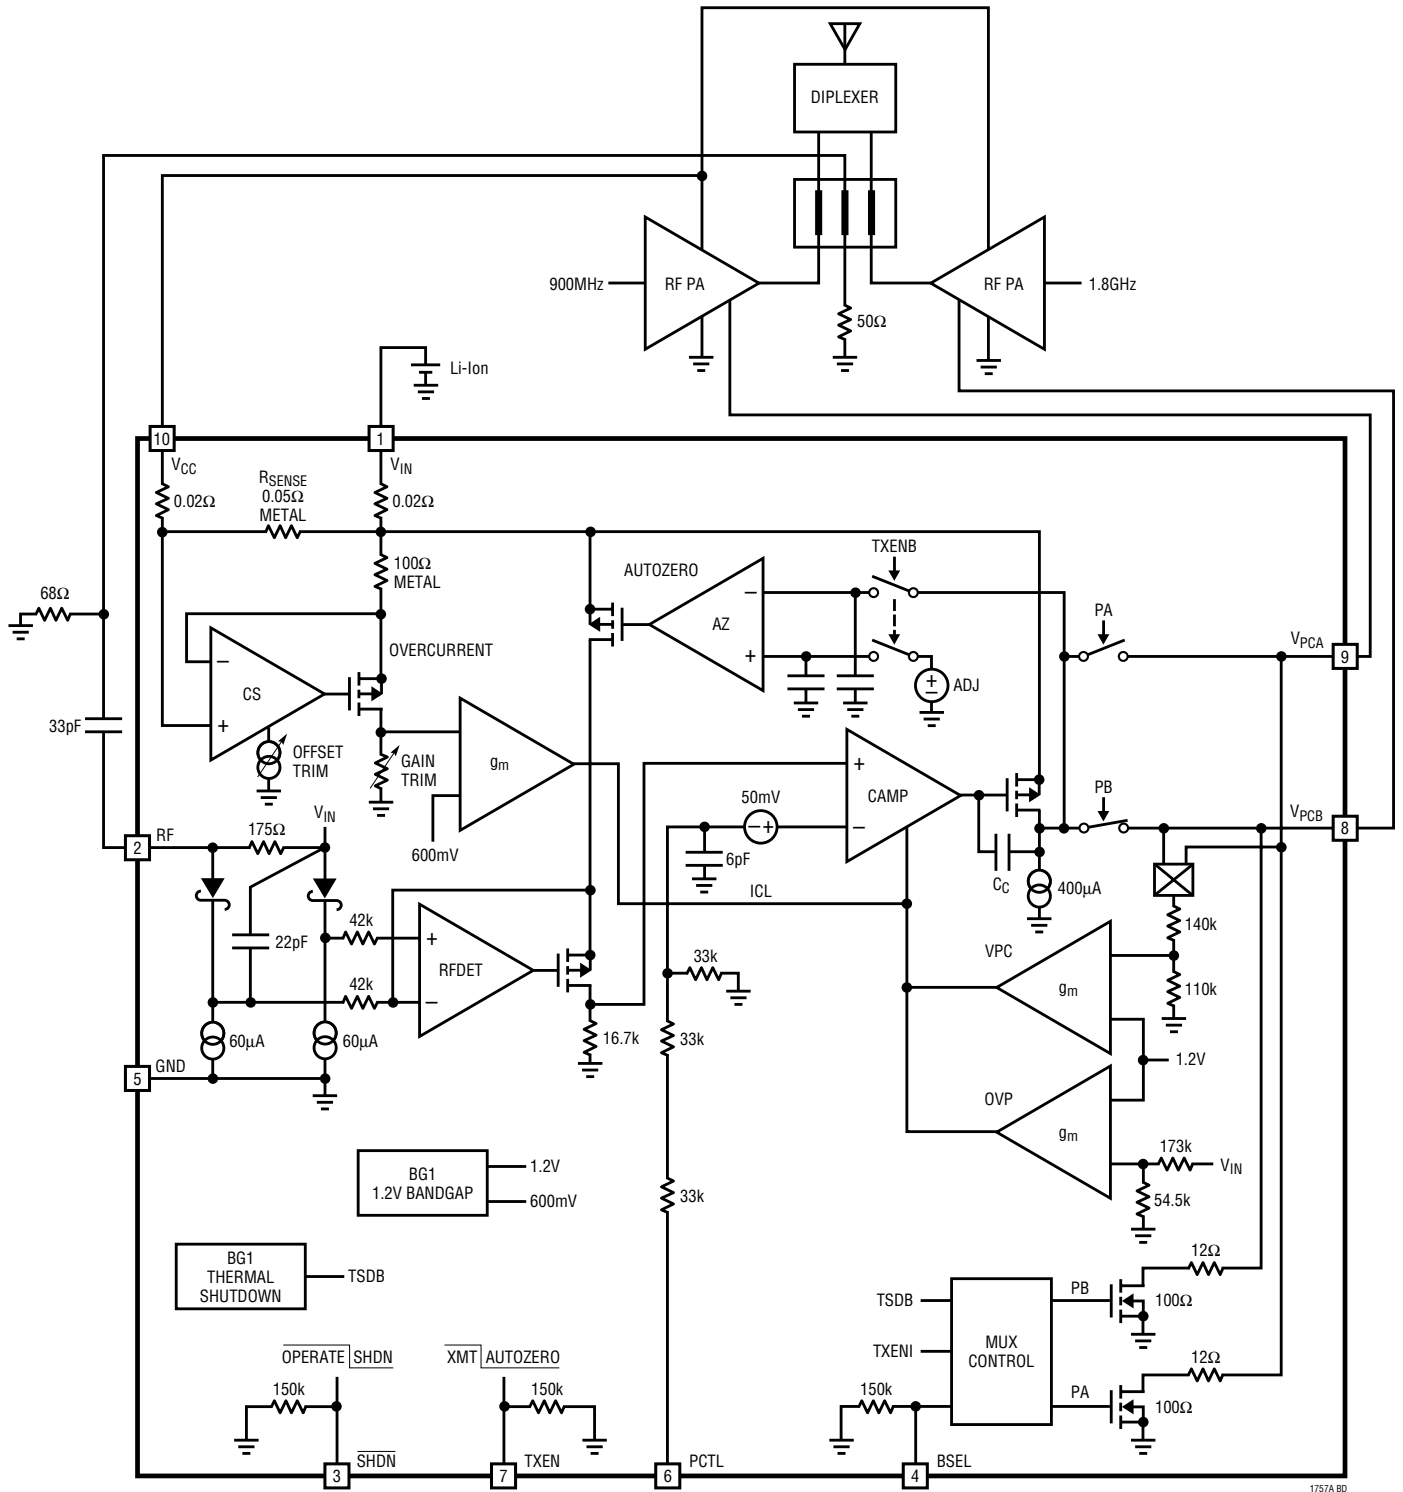 DIPLEXER
900MHz
RF PA
RF PA
1.8GHz
50Ω
Li-Ion
10
1
VCC
RSENSE
0.05Ω
METAL
VIN
0.02Ω
0.02Ω
100Ω
METAL
AUTOZERO
TXENB
68Ω
AZ
−
+
PA
VPCA
9
OVERCURRENT
−
CS
+
+
−
ADJ
33pF
OFFSET
TRIM
GAIN
TRIM
gm
50mV
−+
+
CAMP
−
PB
VPCB
8
VIN
2
RF
175Ω
600mV
6pF
ICL
CC
400µA
22pF
42k
42k
+
RFDET
−
VPC
gm
140k
110k
33k
33k
16.7k
60µA
60µA
GND
5
1.2V
OVP
gm
173k
VIN
54.5k
BG1
1.2V BANDGAP
1.2V
600mV
33k
BG1
THERMAL
SHUTDOWN
TSDB
12Ω
PB
100Ω
TSDB
TXENI
MUX
CONTROL
12Ω
PA
100Ω
OPERATE SHDN
XMT AUTOZERO
150k
150k
150k
SHDN
3
TXEN
7
PCTL
6
BSEL
4
1757A BD